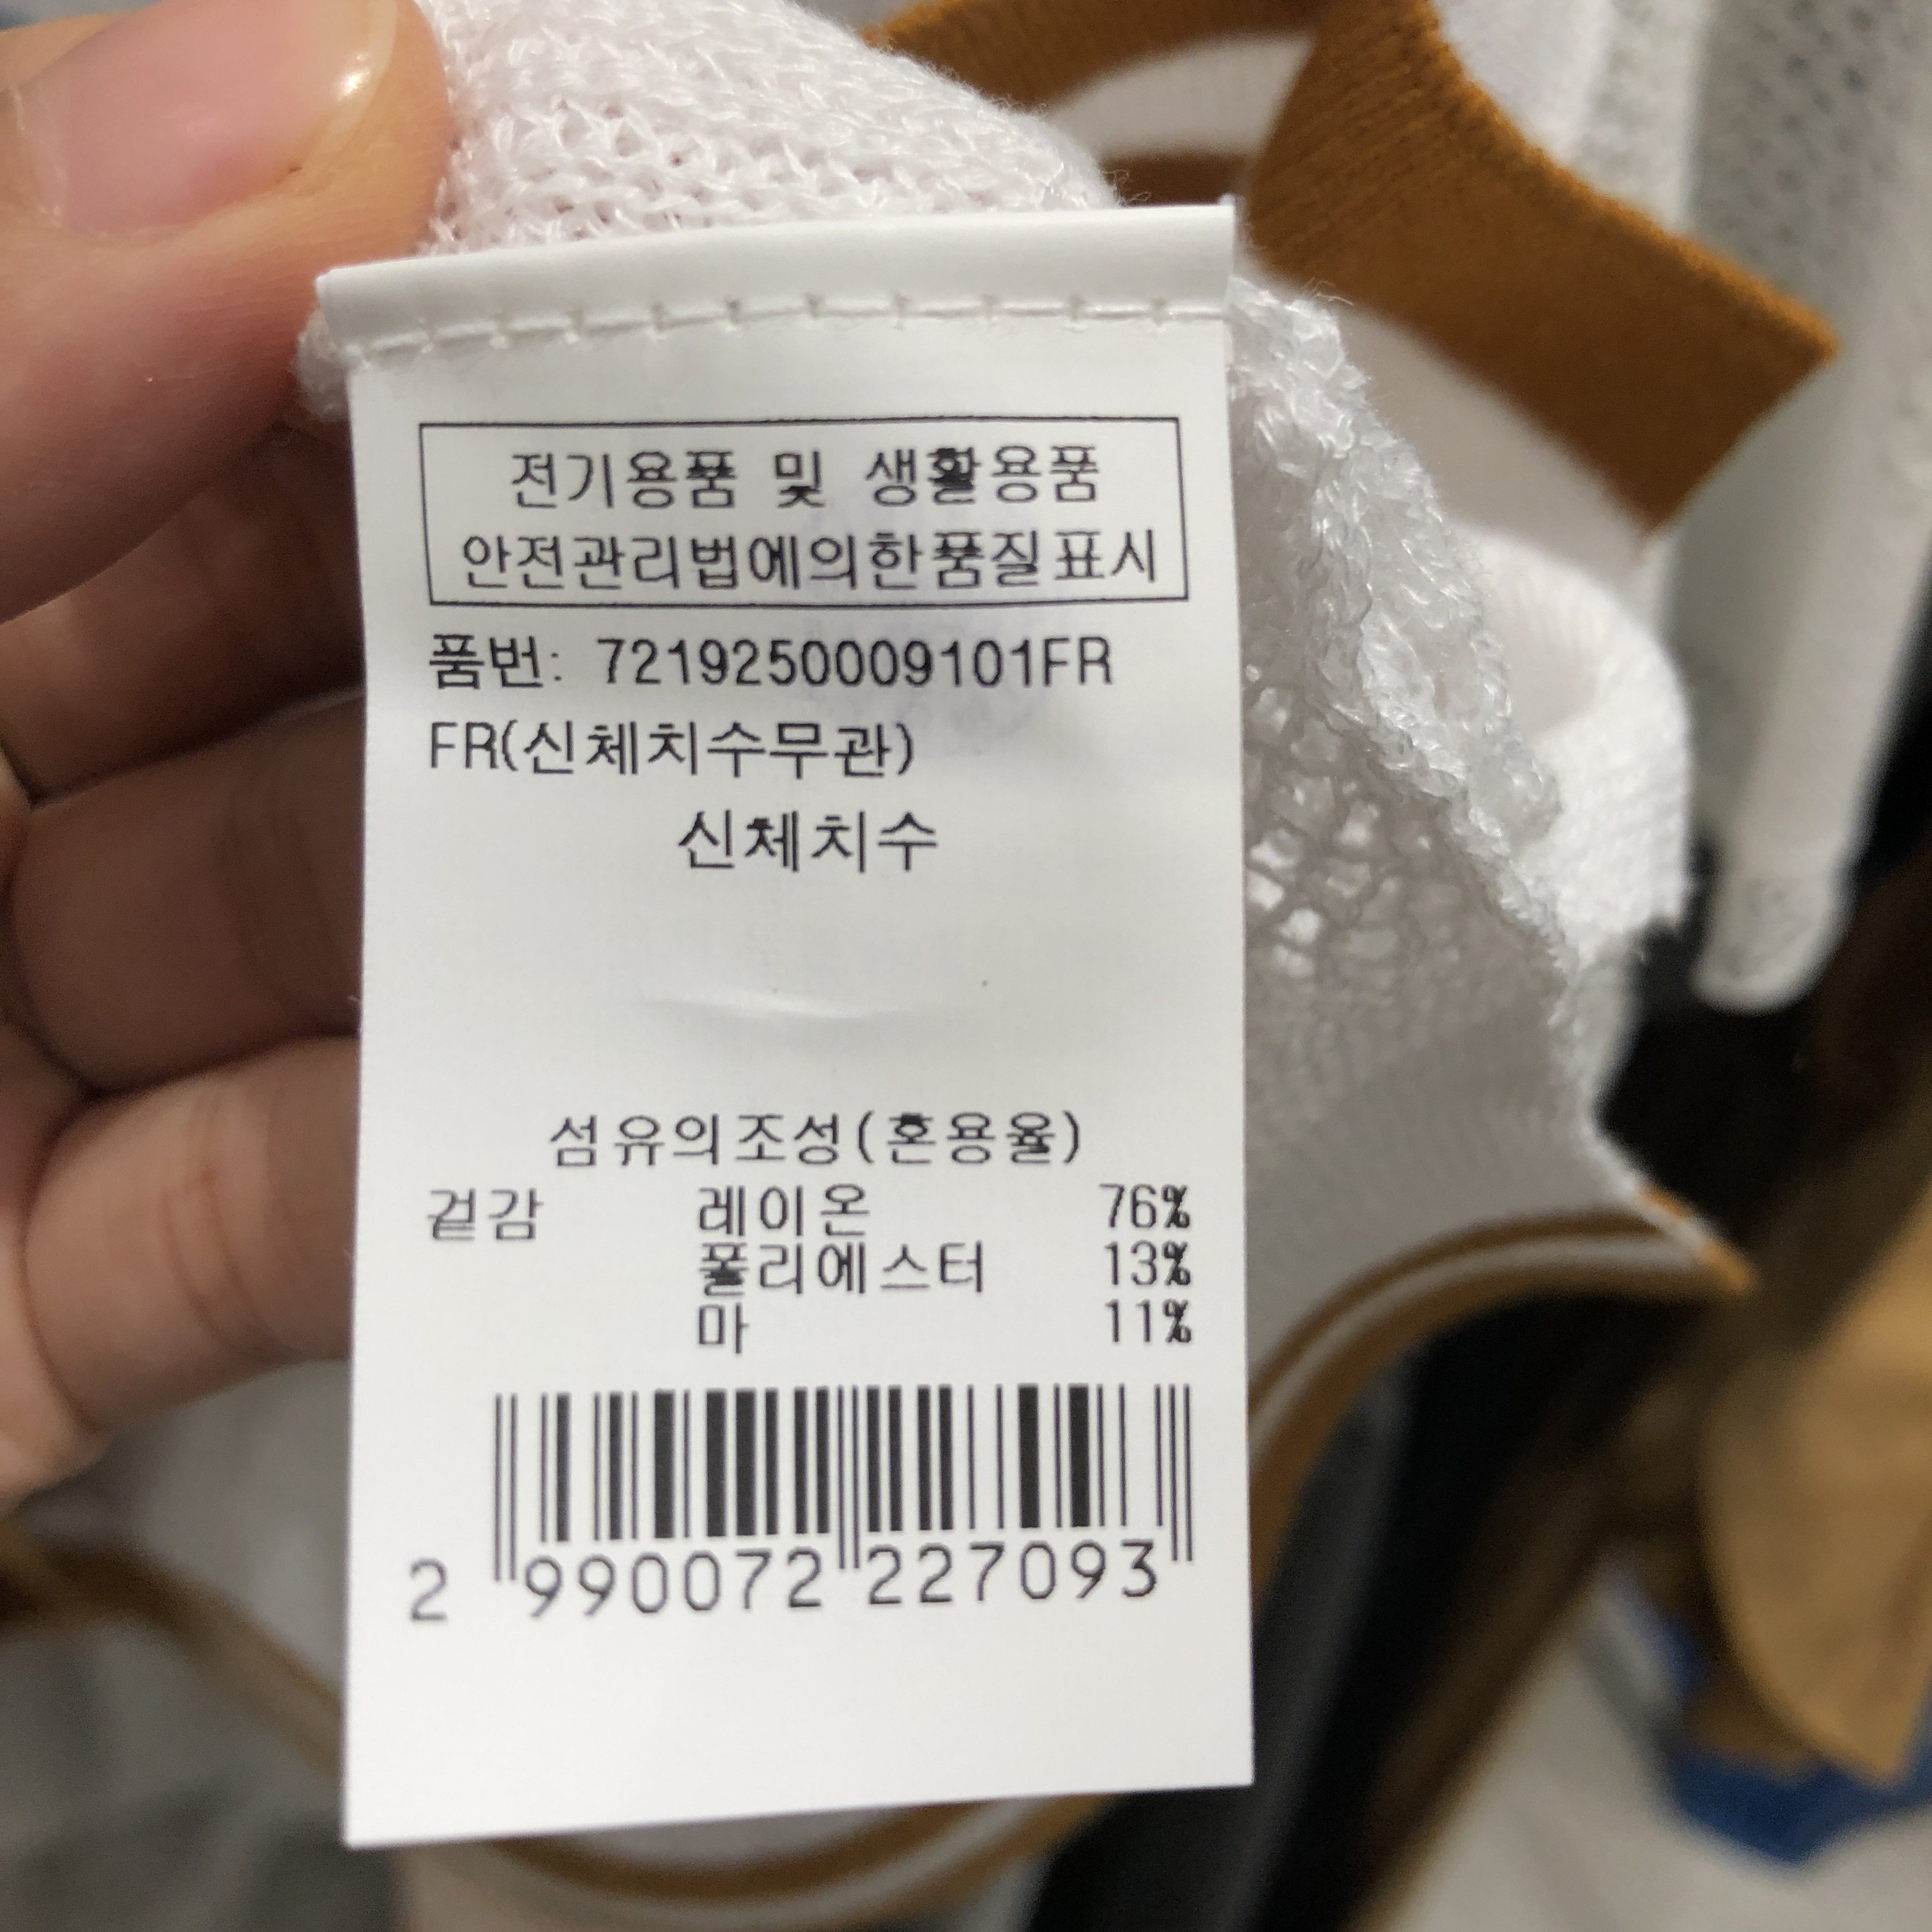 전기용품 및 생활용품
안전관리법에의한품질표시
품번: 7219250009101FR
FR(신체치수무관)
신체치수
섬유의조성(혼용율)
겉감 레이온 76%
폴리에스터 13%
마 11%
2 990072 227093